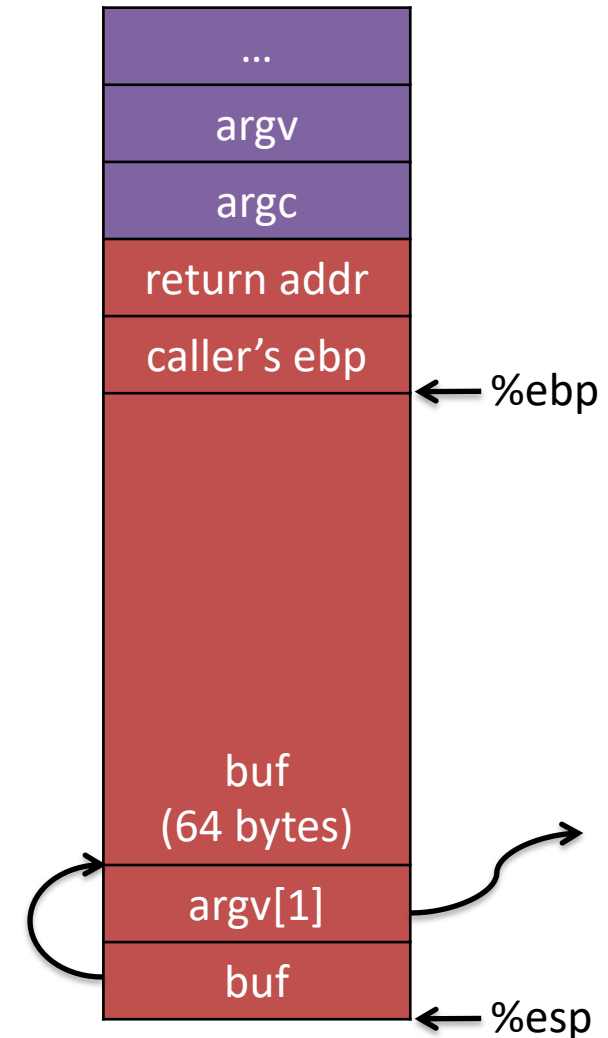 …
argv
argc
return addr
caller’s ebp
%ebp
buf
(64 bytes)
argv[1]
buf
%esp